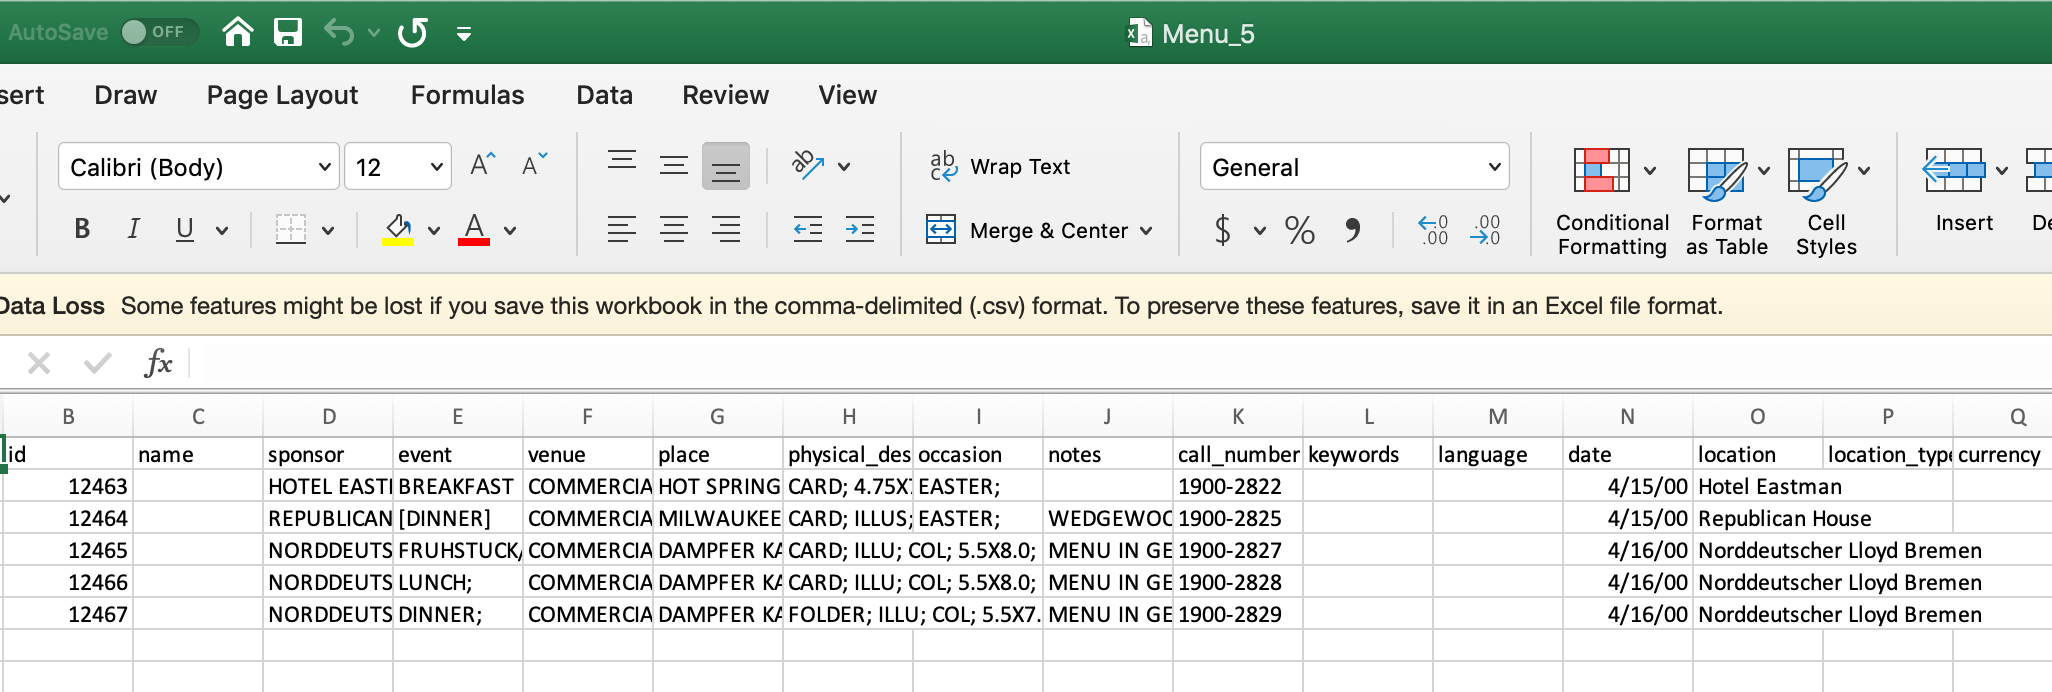 AutoSave OFF Menu_5
sert Draw Page Layout Formulas Data Review View
Calibri (Body) 12 A A ab Wrap Text General
B I U A Merge & Center $ % , .0 .00 .00 .0
Conditional Formatting Format as Table Cell Styles Insert De
Data Loss Some features might be lost if you save this workbook in the comma-delimited (.csv) format. To preserve these features, save it in an Excel file format.
fx
B C D E F G H I J K L M N O P Q
id name sponsor event venue place physical_des occasion notes call_number keywords language date location location_type currency
12463 HOTEL EASTI BREAKFAST COMMERCIA HOT SPRING CARD; 4.75X7 EASTER; 1900-2822 4/15/00 Hotel Eastman
12464 REPUBLICAN [DINNER] COMMERCIA MILWAUKEE CARD; ILLUS; EASTER; WEDGEWOO 1900-2825 4/15/00 Republican House
12465 NORDDEUTS FRUHSTUCK/ COMMERCIA DAMPFER KA CARD; ILLU; COL; 5.5X8.0; MENU IN GE 1900-2827 4/16/00 Norddeutscher Lloyd Bremen
12466 NORDDEUTS LUNCH; COMMERCIA DAMPFER KA CARD; ILLU; COL; 5.5X8.0; MENU IN GE 1900-2828 4/16/00 Norddeutscher Lloyd Bremen
12467 NORDDEUTS DINNER; COMMERCIA DAMPFER KA FOLDER; ILLU; COL; 5.5X7. MENU IN GE 1900-2829 4/16/00 Norddeutscher Lloyd Bremen